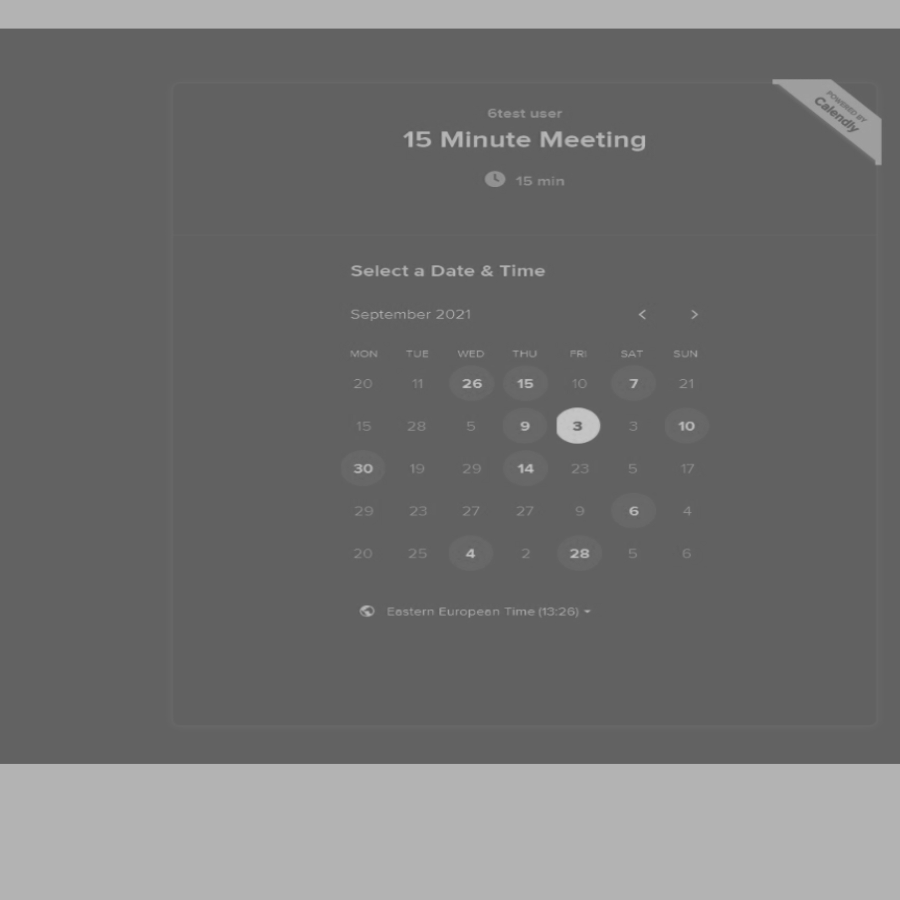 POWERED BY
Calendly
6test user
15 Minute Meeting
15 min
Select a Date & Time
September 2021
MON TUE WED THU FRI SAT SUN
20 11 26 15 10 7 21
15 28 5 9 3 3 10
30 19 29 14 23 5 17
29 23 27 27 9 6 4
20 25 4 2 28 5 6
Eastern European Time (13:26)